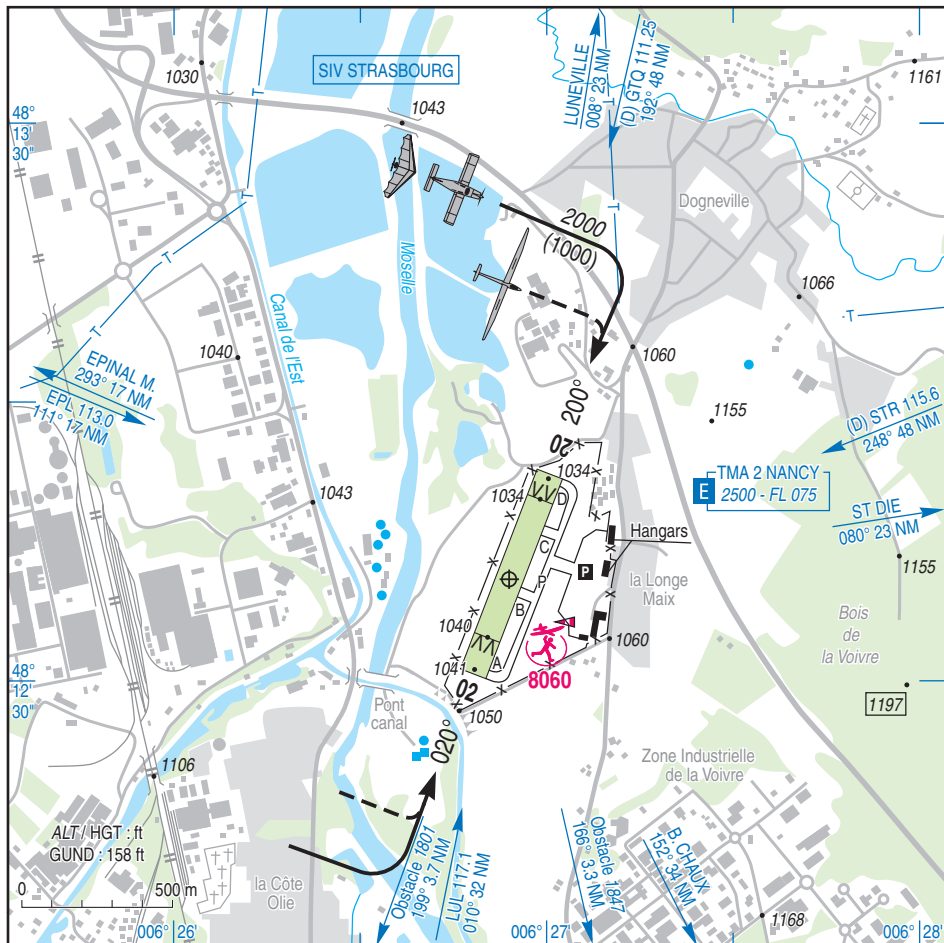 1030
SIV STRASBOURG
1043
LUNEVILLE
008° 23 NM
(D) GTQ 111.25
192° 48 NM
1161
48°
13'
30"
T
T
T
T
T
T
Dogneville
2000
(1000)
Moselle
Canal de l'Est
1066
-T
1040
1060
EPINAL M.
293° 17 NM
EPL 113.0
111° 17 NM
1155
(D) STR 115.6
248° 48 NM
200°
20
1034
1034
D
E
TMA 2 NANCY
2500 - FL 075
ST DIE
080° 23 NM
1043
Hangars
C
P
P
B
la Longe
Maix
1155
Bois
de
la Voivre
1040
1041
A
02
8060
1060
48°
12'
30"
1197
Pont
canal
1050
020°
1106
Zone Industrielle
de la Voivre
ALT / HGT : ft
GUND : 158 ft
0
500 m
la Côte
Olie
Obstacle 1801
199° 3.7 NM
LUL 117.1
010° 32 NM
Obstacle 1847
166° 3.3 NM
B. CHAUX
152° 34 NM
1168
006° 26'
006° 27'
006° 28'